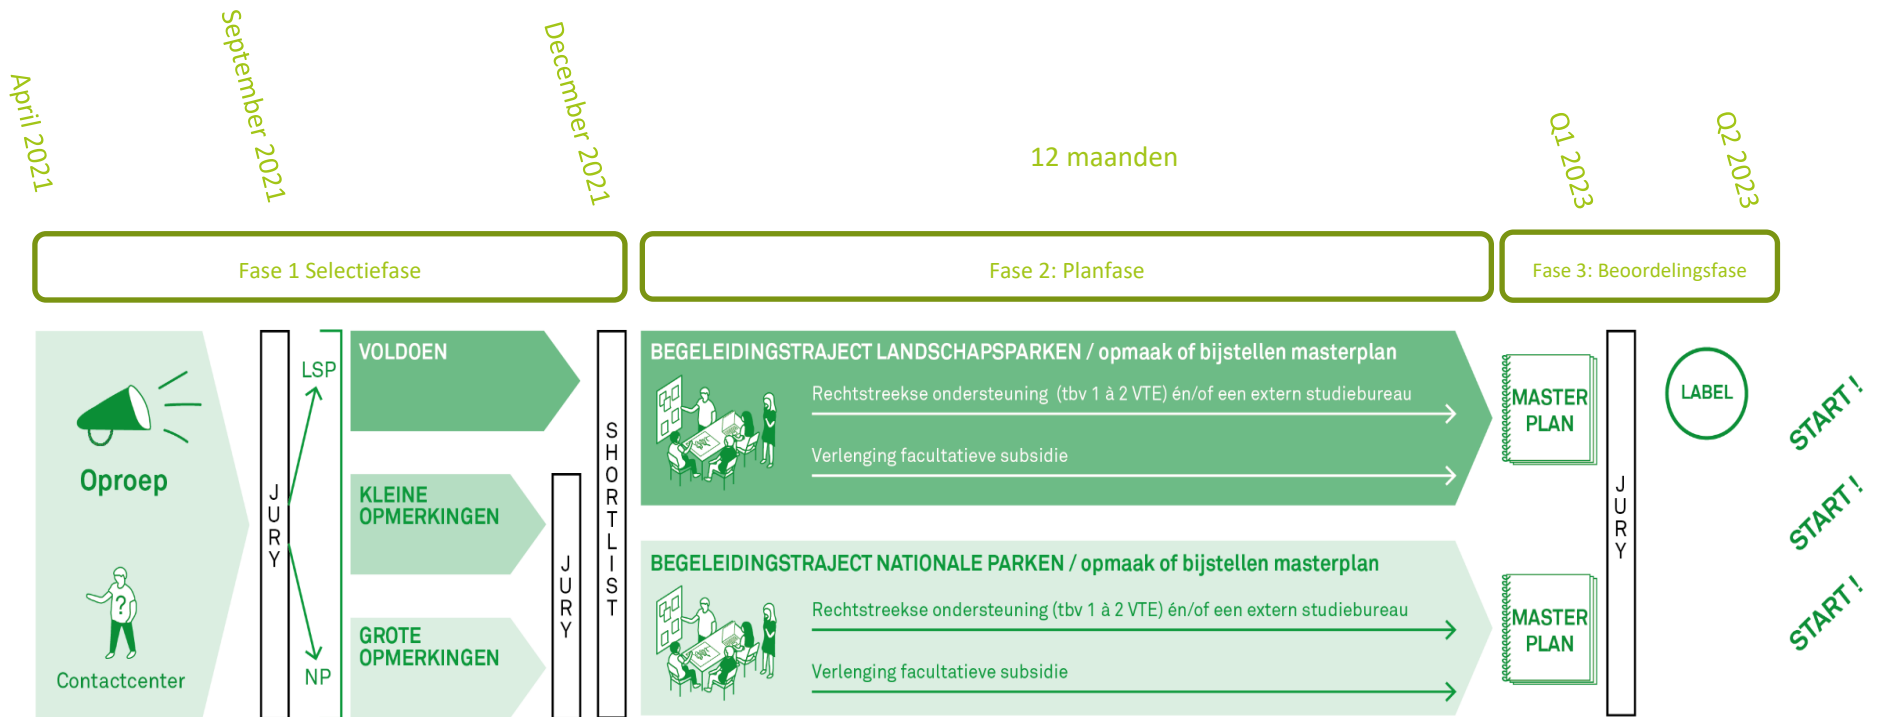 April 2021
September 2021
December 2021
12 maanden
Q1 2023
Q2 2023
Fase 1 Selectiefase
Fase 2: Planfase
Fase 3: Beoordelingsfase
Oproep
?
Contactcenter
JURY
LSP
NP
VOLDOEN
KLEINE
OPMERKINGEN
GROTE
OPMERKINGEN
JURY
SHORTLIST
BEGELEIDINGSTRAJECT LANDSCHAPSPARKEN / opmaak of bijstellen masterplan
Rechtstreekse ondersteuning (tbv 1 à 2 VTE) én/of een extern studiebureau
Verlenging facultatieve subsidie
BEGELEIDINGSTRAJECT NATIONALE PARKEN / opmaak of bijstellen masterplan
Rechtstreekse ondersteuning (tbv 1 à 2 VTE) én/of een extern studiebureau
Verlenging facultatieve subsidie
MASTER
PLAN
MASTER
PLAN
JURY
LABEL
START !
START !
START !